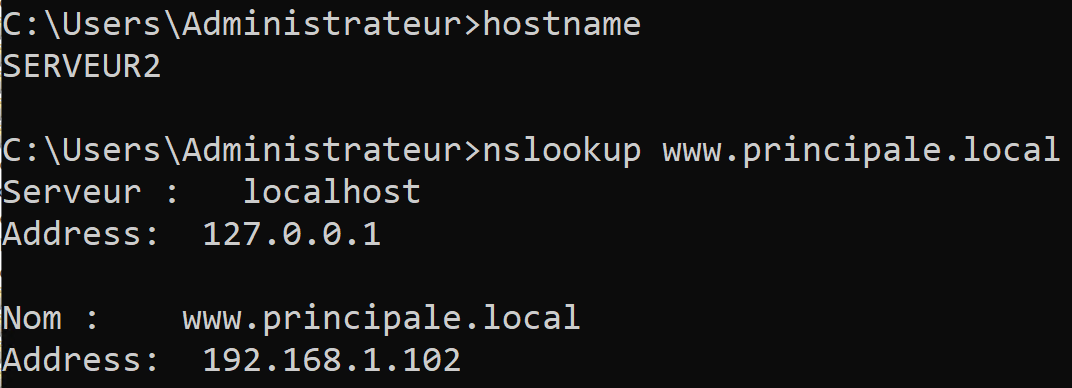 C:\Users\Administrateur>hostname
SERVEUR2
C:\Users\Administrateur>nslookup www.principale.local
Serveur :   localhost
Address:  127.0.0.1
Nom :    www.principale.local
Address:  192.168.1.102